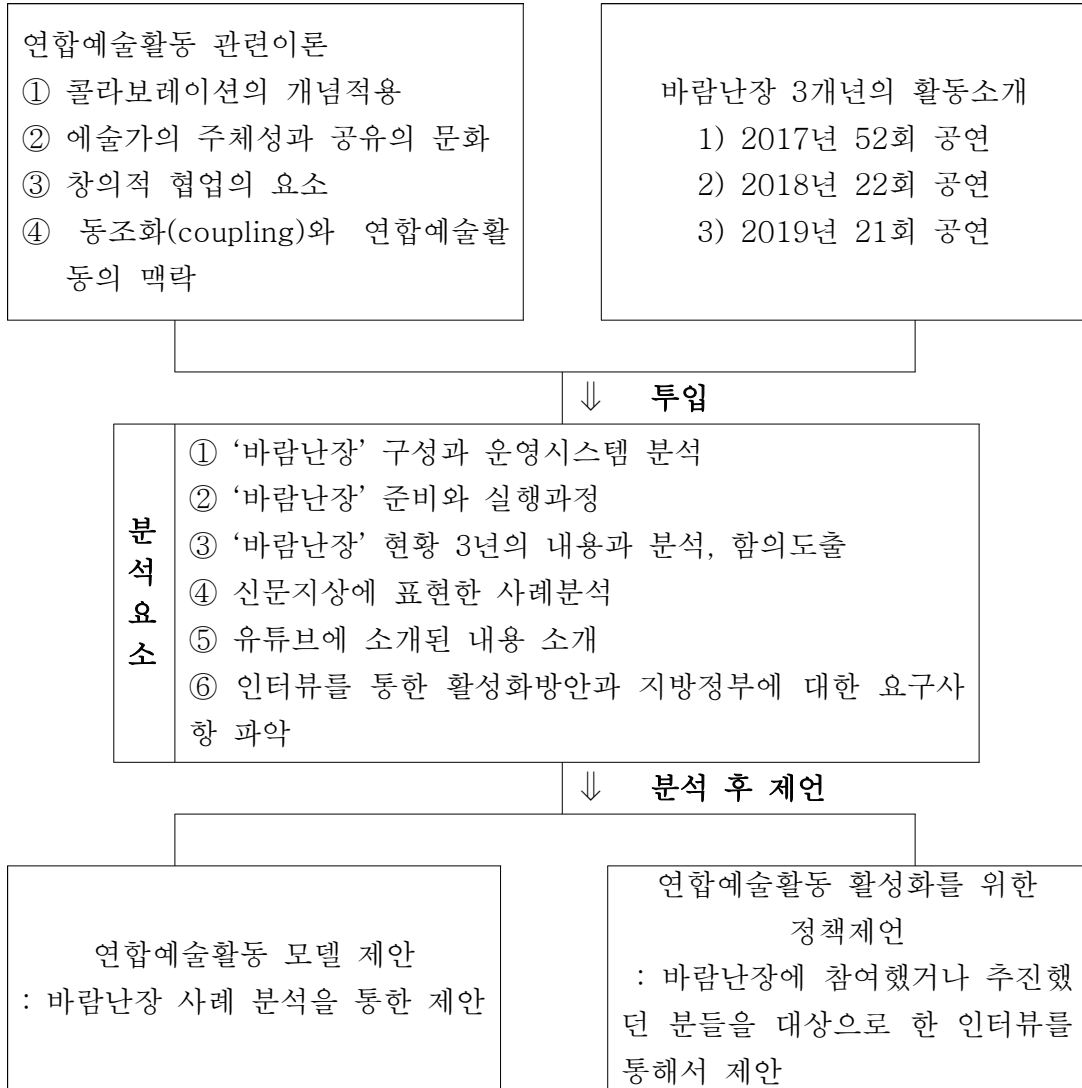 연합예술활동 관련이론
① 콜라보레이션의 개념적용
② 에술가의 주체성과 공유의 문화
③ 창의적 협업의 요소
④ 동조화(coupling)와 연합예술활
동의 맥락
바람난장 3개년의 활동소개
1) 2017년 52회 공연
2) 2018년 22회 공연
3) 2019년 21회 공연
⇓ 투입
분
석
요
소
① ‘바람난장’ 구성과 운영시스템 분석
② ‘바람난장’ 준비와 실행과정
③ ‘바람난장’ 현황 3년의 내용과 분석, 함의도출
④ 신문지상에 표현한 사례분석
⑤ 유튜브에 소개된 내용 소개
⑥ 인터뷰를 통한 활성화방안과 지방정부에 대한 요구사
항 파악
⇓ 분석 후 제언
연합예술활동 모델 제안
: 바람난장 사례 분석을 통한 제안
연합예술활동 활성화를 위한
정책제언
: 바람난장에 참여했거나 추진했
던 분들을 대상으로 한 인터뷰를
통해서 제안